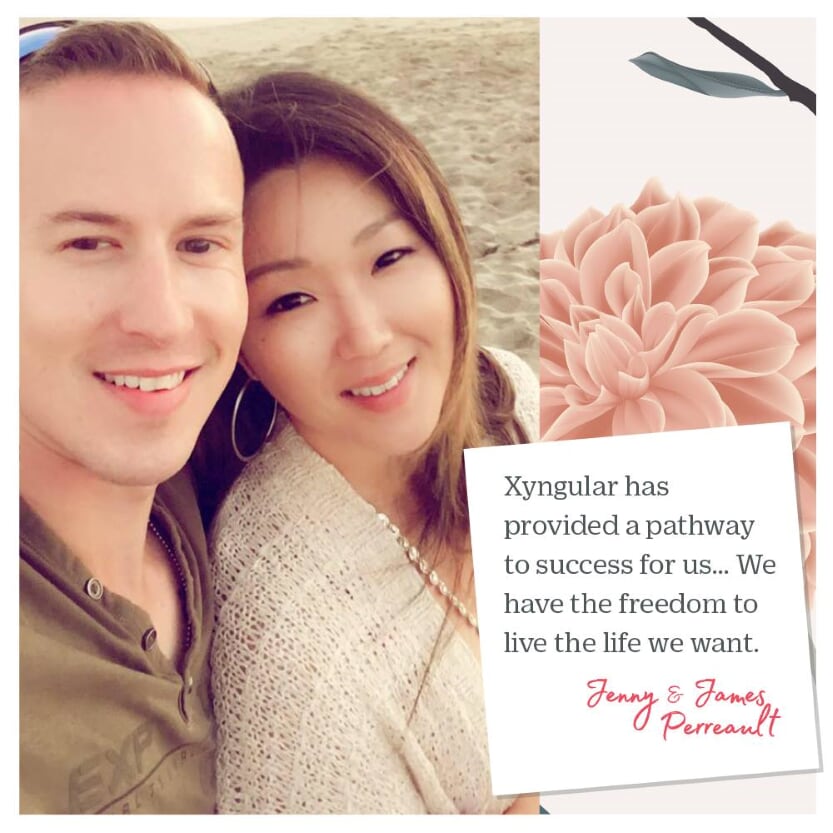 Xyngular has
provided a pathway
to success for us... We
have the freedom to
live the life we want.
Jenny & James
Perreault
EXP